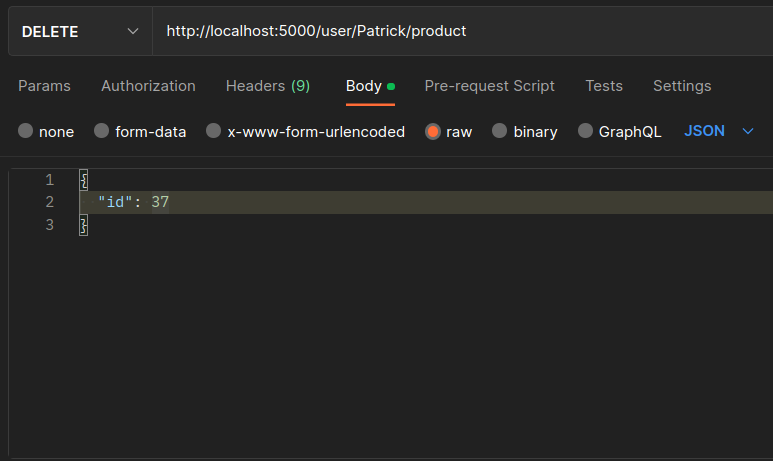 DELETE http://localhost:5000/user/Patrick/product
Params Authorization Headers (9) Body Pre-request Script Tests Settings
none form-data x-www-form-urlencoded raw binary GraphQL JSON
1 {
2 "id": 37
3 }